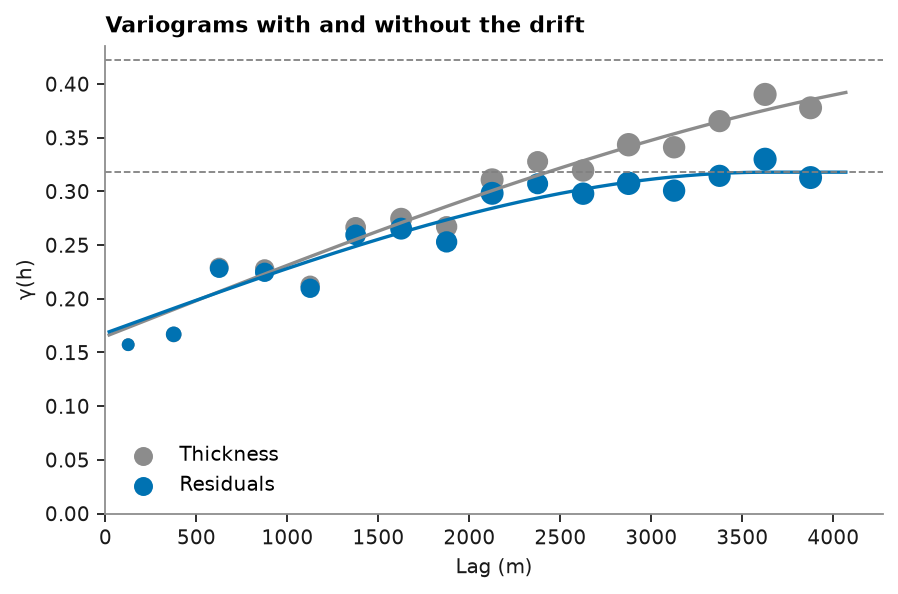 Variograms with and without the drift
γ(h)
0.40
0.35
0.30
0.25
0.20
0.15
0.10
0.05
0.00
Thickness
Residuals
0 500 1000 1500 2000 2500 3000 3500 4000
Lag (m)